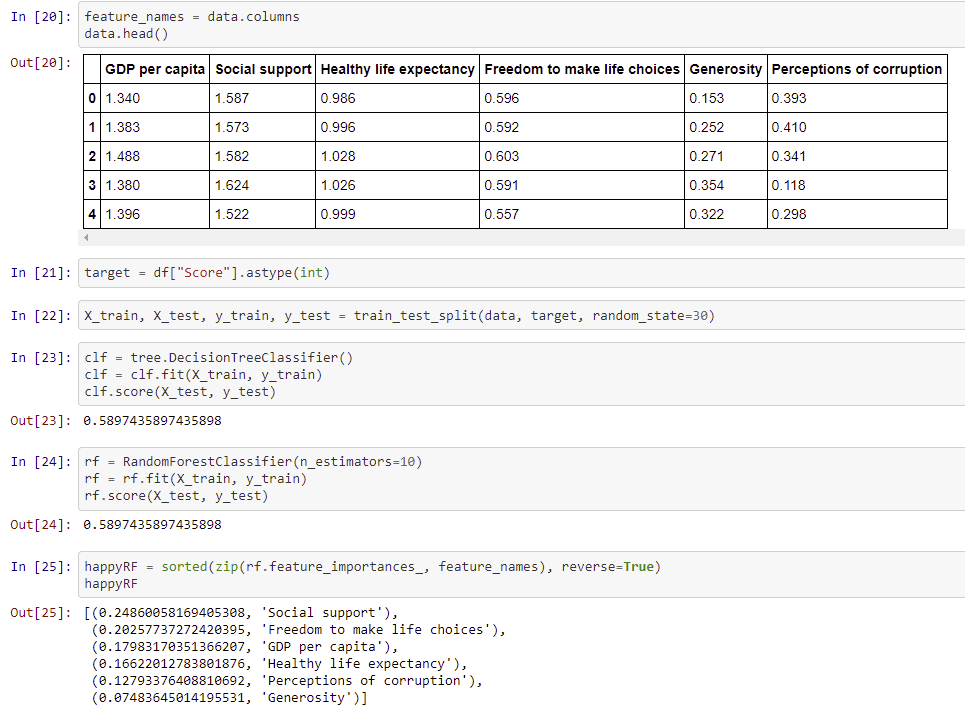 In [20]: feature_names = data.columns
data.head()
Out[20]:
GDP per capita Social support Healthy life expectancy Freedom to make life choices Generosity Perceptions of corruption
0 1.340 1.587 0.986 0.596 0.153 0.393
1 1.383 1.573 0.996 0.592 0.252 0.410
2 1.488 1.582 1.028 0.603 0.271 0.341
3 1.380 1.624 1.026 0.591 0.354 0.118
4 1.396 1.522 0.999 0.557 0.322 0.298
In [21]: target = df["Score"].astype(int)
In [22]: X_train, X_test, y_train, y_test = train_test_split(data, target, random_state=30)
In [23]: clf = tree.DecisionTreeClassifier()
clf = clf.fit(X_train, y_train)
clf.score(X_test, y_test)
Out[23]: 0.5897435897435898
In [24]: rf = RandomForestClassifier(n_estimators=10)
rf = rf.fit(X_train, y_train)
rf.score(X_test, y_test)
Out[24]: 0.5897435897435898
In [25]: happyRF = sorted(zip(rf.feature_importances_, feature_names), reverse=True)
happyRF
Out[25]: [(0.24860058169405308, 'Social support'),
(0.20257737272420395, 'Freedom to make life choices'),
(0.17983170351366207, 'GDP per capita'),
(0.16622012783801876, 'Healthy life expectancy'),
(0.12793376408810692, 'Perceptions of corruption'),
(0.07483645014195531, 'Generosity')]